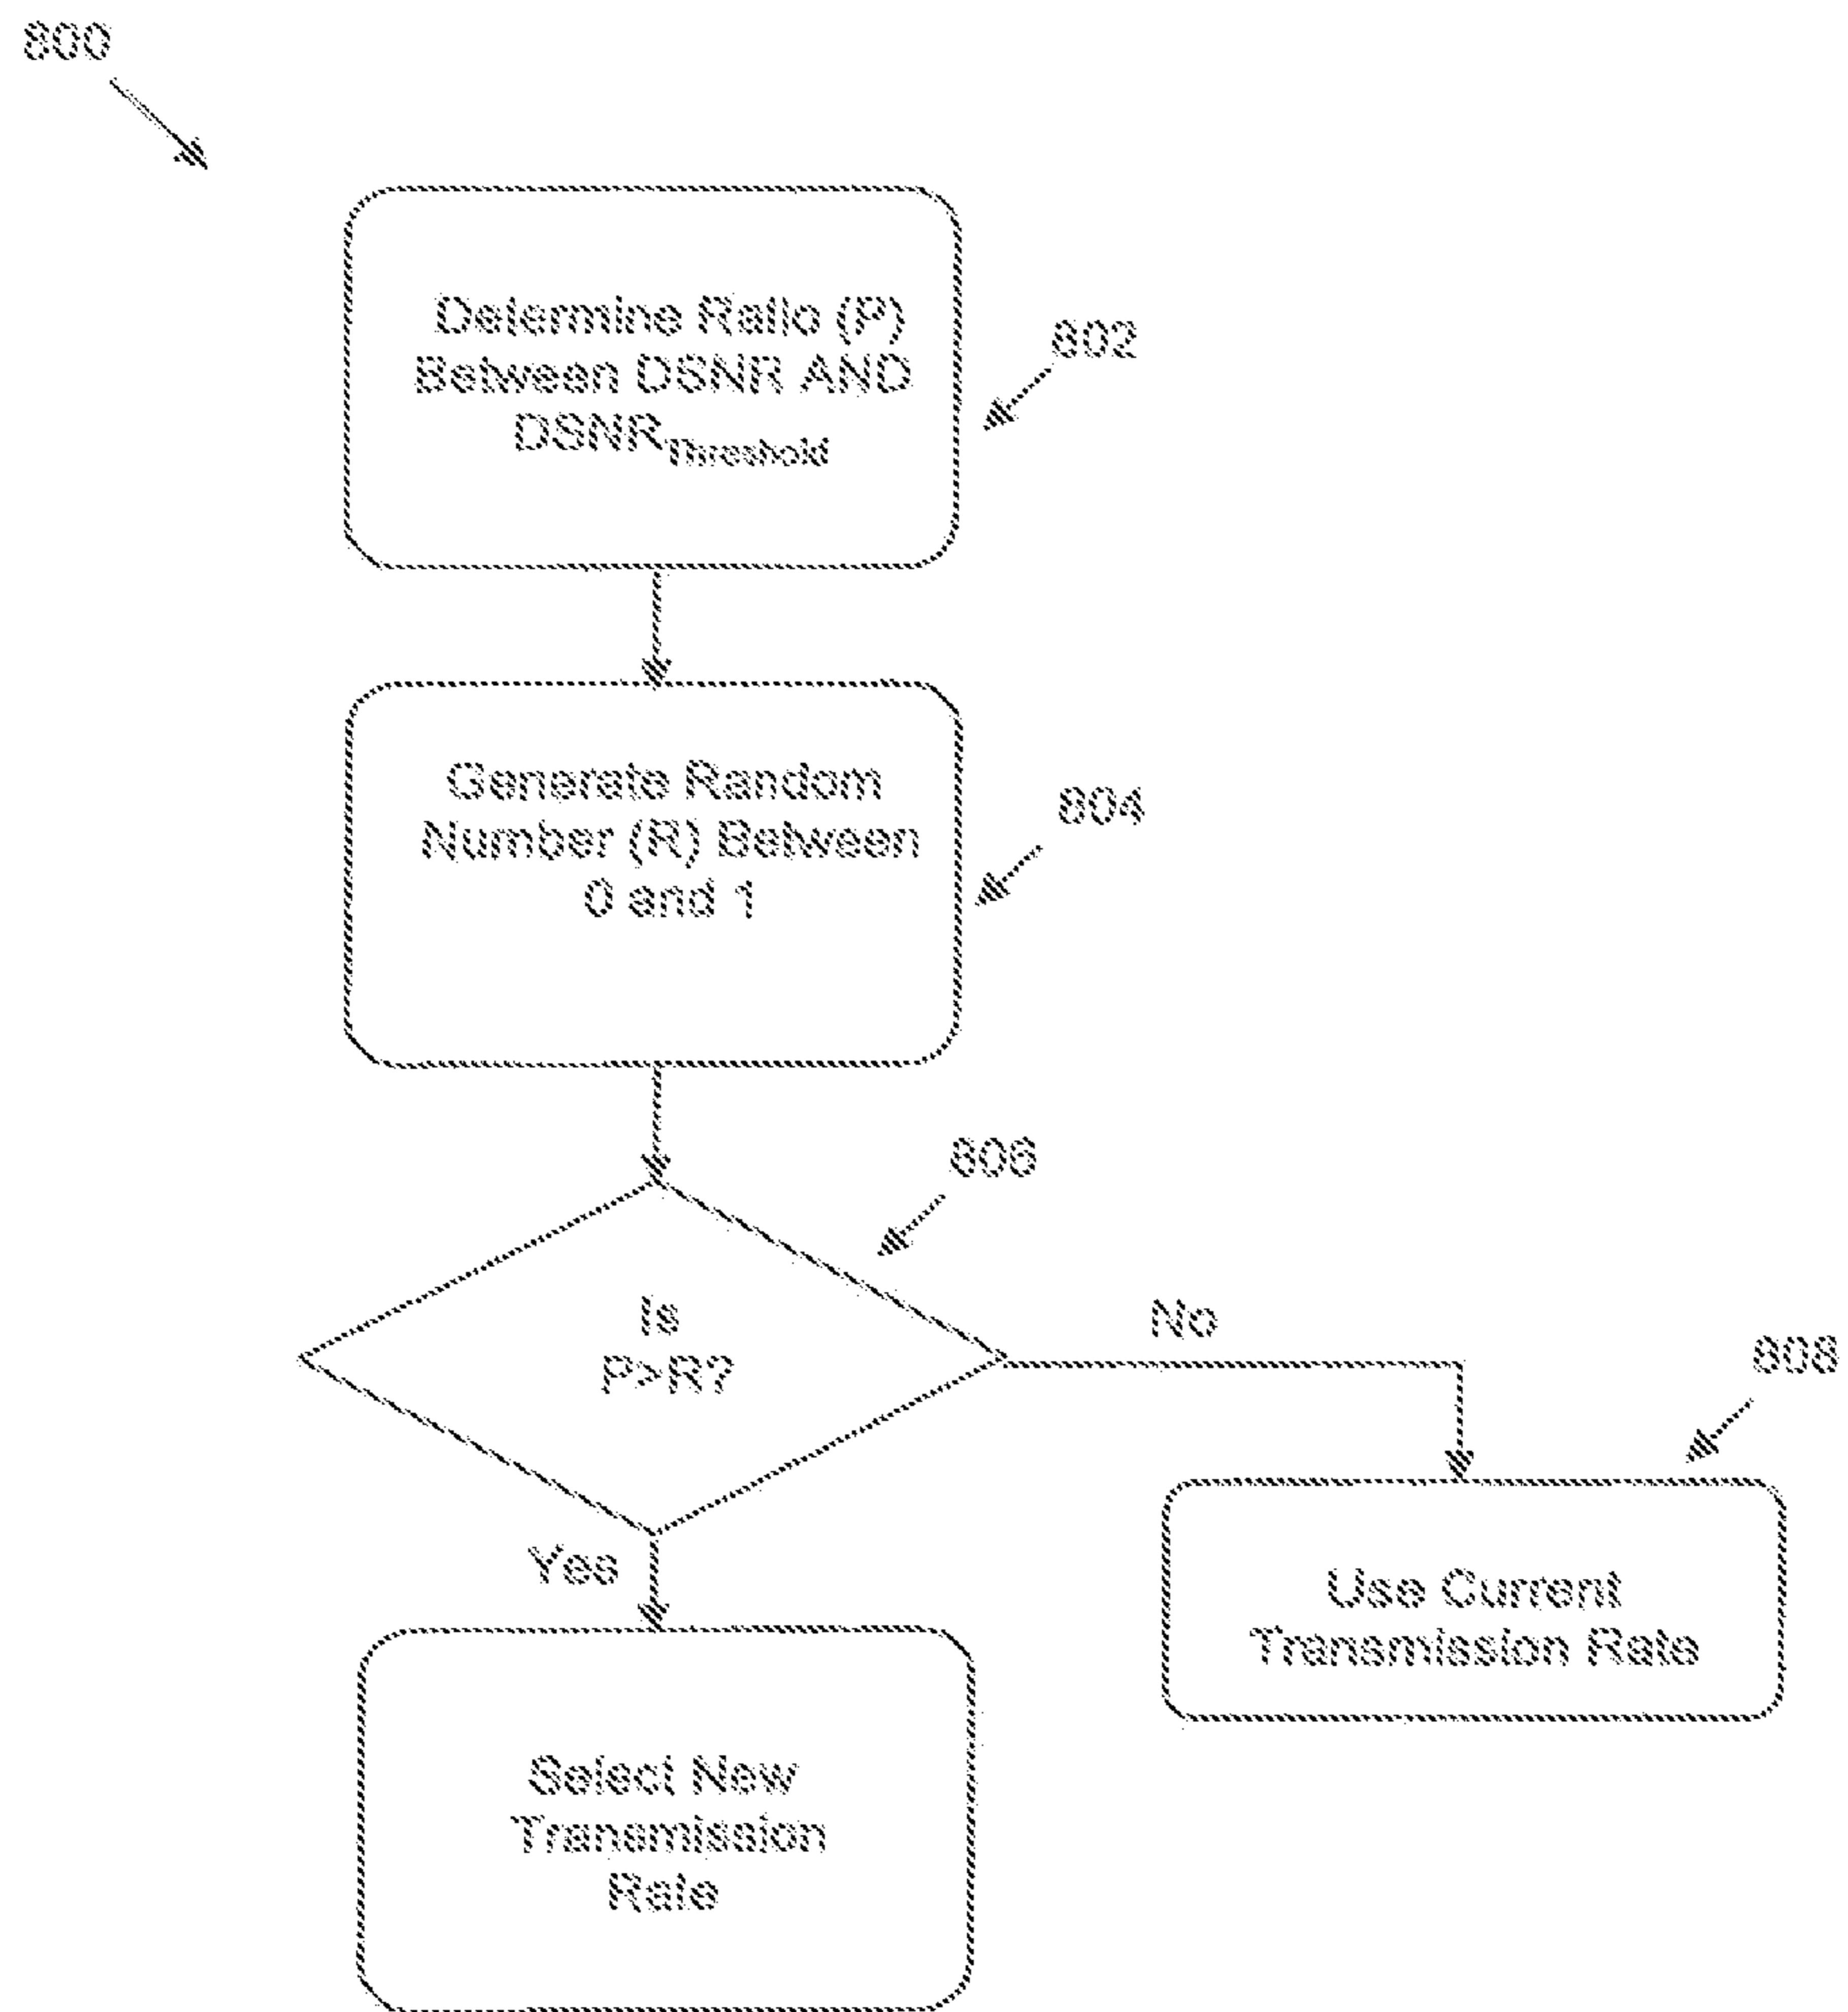 800
Determine Ratio (P)
Between DSNR AND
DSNRThreshold
802
Generate Random
Number (R) Between
0 and 1
804
806
Is
P>R?
No
808
Yes
Use Current
Transmission Rate
Select New
Transmission
Rate